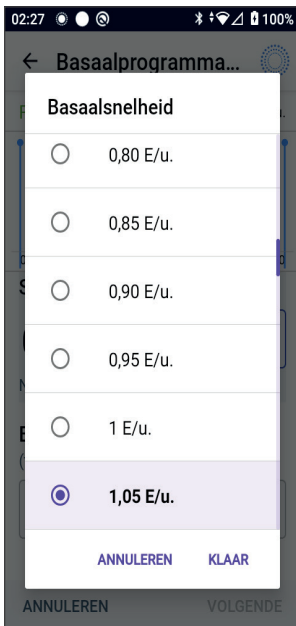 02:27 100%
Basaalprogramma...
Basaalsnelheid
0,80 E/u.
0,85 E/u.
0,90 E/u.
0,95 E/u.
1 E/u.
1,05 E/u.
ANNULEREN KLAAR
ANNULEREN VOLGENDE